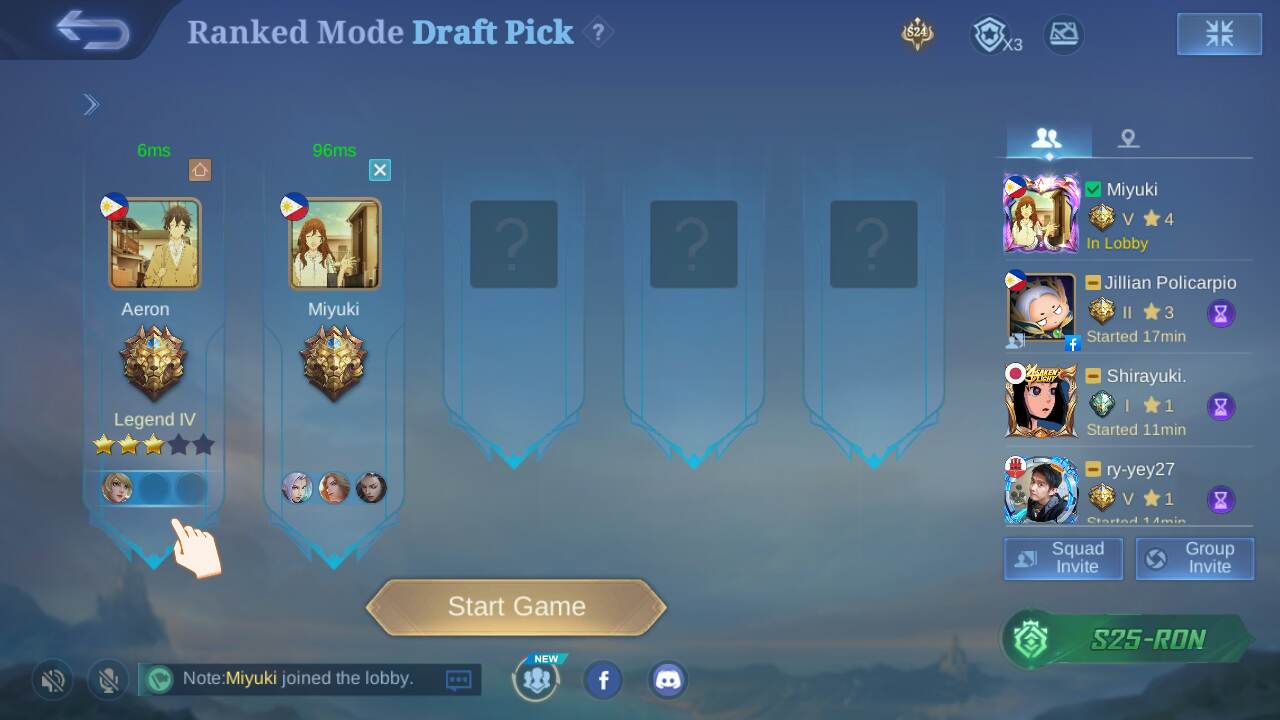 Ranked Mode Draft Pick ?
S24
X3
6ms
96ms
Aeron
Miyuki
Legend IV
?
?
?
Start Game
Note:Miyuki joined the lobby.
NEW
Miyuki
V 4
In Lobby
Jillian Policarpio
II 3
Started 17min
Shirayuki.
I 1
Started 11min
ry-yey27
V 1
Started 14min
Squad
Invite
Group
Invite
S25-RON